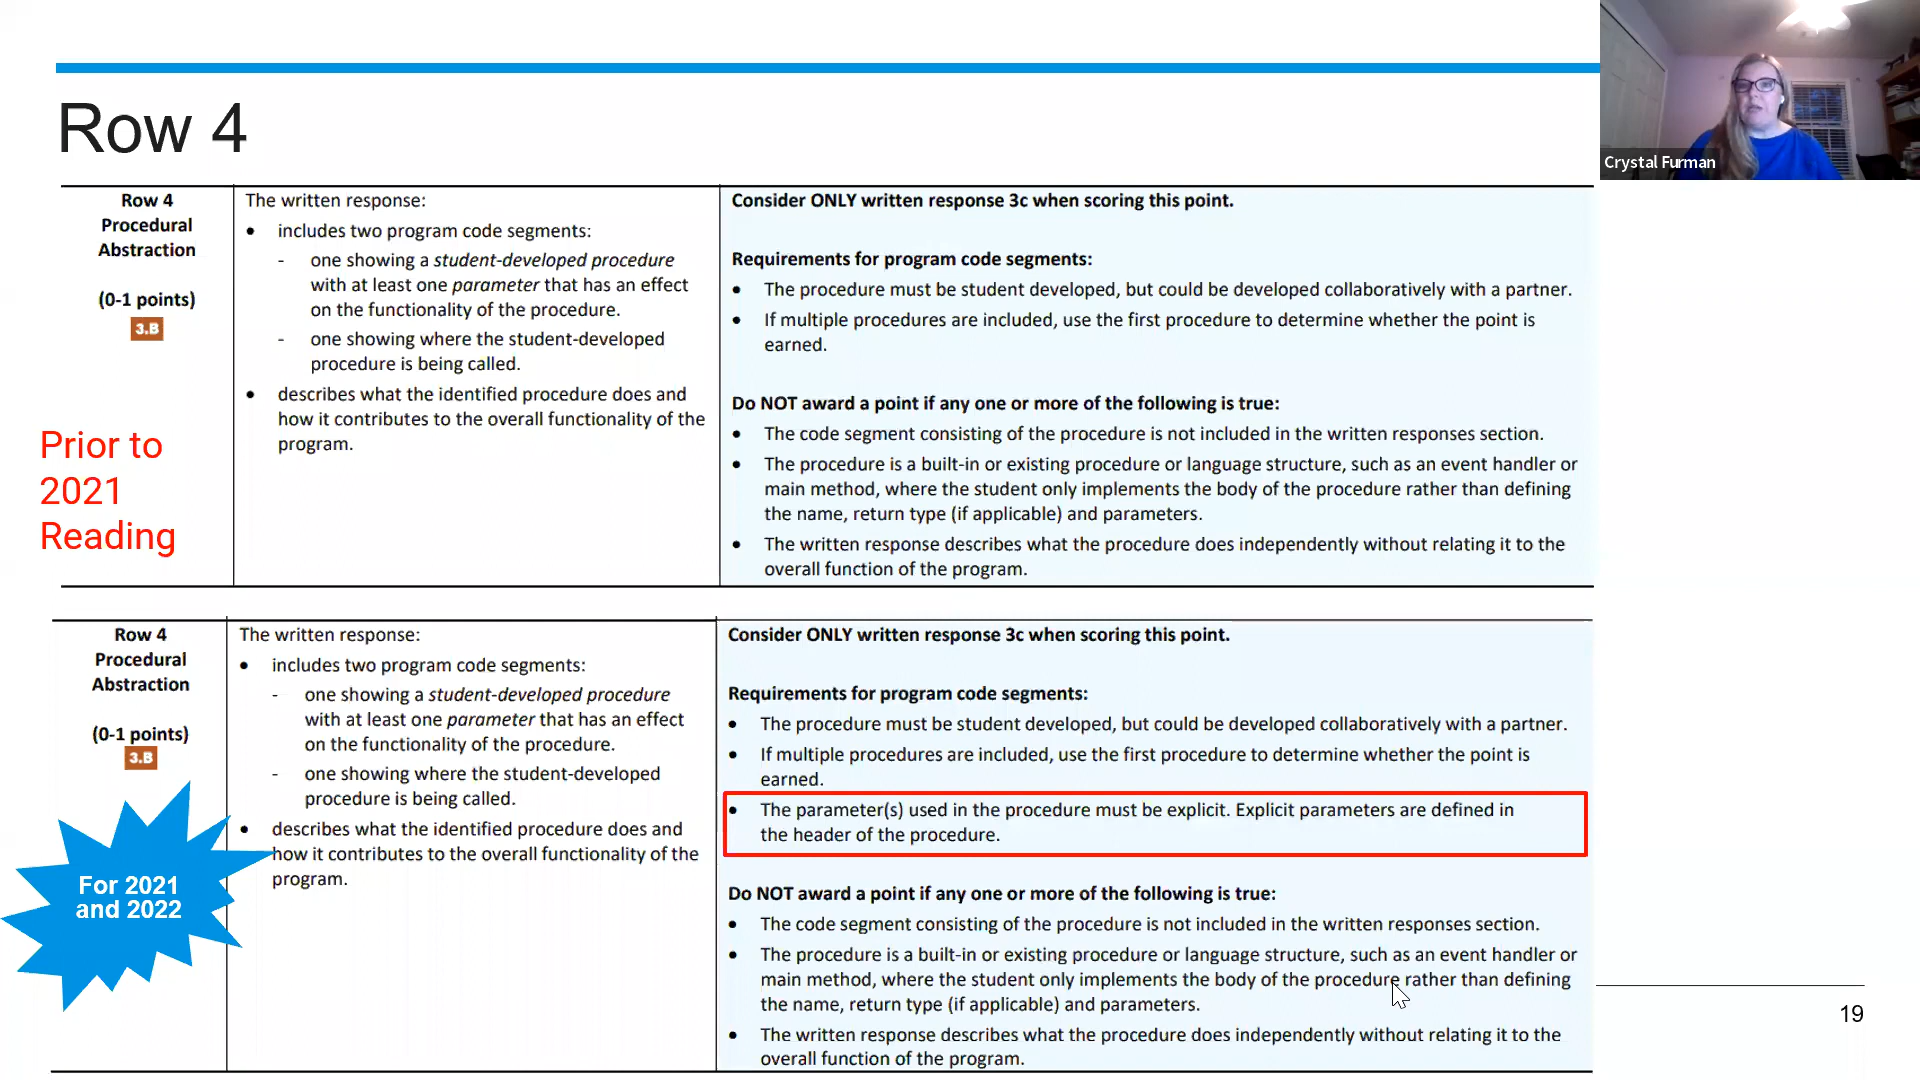 Row 4
Crystal Furman
Row 4
Procedural
Abstraction
(0-1 points)
3.B
Prior to
2021
Reading
The written response:
• includes two program code segments:
- one showing a student-developed procedure
with at least one parameter that has an effect
on the functionality of the procedure.
- one showing where the student-developed
procedure is being called.
• describes what the identified procedure does and
how it contributes to the overall functionality of the
program.
Consider ONLY written response 3c when scoring this point.
Requirements for program code segments:
• The procedure must be student developed, but could be developed collaboratively with a partner.
• If multiple procedures are included, use the first procedure to determine whether the point is
earned.
Do NOT award a point if any one or more of the following is true:
• The code segment consisting of the procedure is not included in the written responses section.
• The procedure is a built-in or existing procedure or language structure, such as an event handler or
main method, where the student only implements the body of the procedure rather than defining
the name, return type (if applicable) and parameters.
• The written response describes what the procedure does independently without relating it to the
overall function of the program.
Row 4
Procedural
Abstraction
(0-1 points)
3.B
For 2021
and 2022
The written response:
• includes two program code segments:
- one showing a student-developed procedure
with at least one parameter that has an effect
on the functionality of the procedure.
- one showing where the student-developed
procedure is being called.
• describes what the identified procedure does and
how it contributes to the overall functionality of the
program.
Consider ONLY written response 3c when scoring this point.
Requirements for program code segments:
• The procedure must be student developed, but could be developed collaboratively with a partner.
• If multiple procedures are included, use the first procedure to determine whether the point is
earned.
• The parameter(s) used in the procedure must be explicit. Explicit parameters are defined in
the header of the procedure.
Do NOT award a point if any one or more of the following is true:
• The code segment consisting of the procedure is not included in the written responses section.
• The procedure is a built-in or existing procedure or language structure, such as an event handler or
main method, where the student only implements the body of the procedure rather than defining
the name, return type (if applicable) and parameters.
• The written response describes what the procedure does independently without relating it to the
overall function of the program.
19